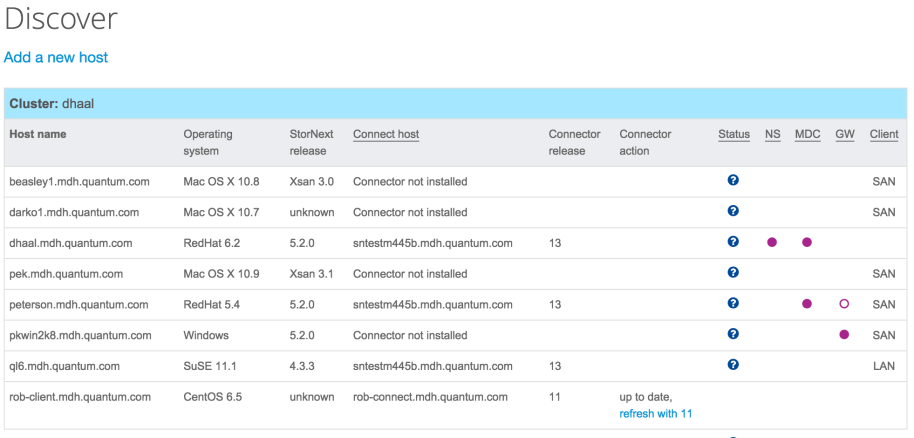 Discover
Add a new host
Cluster: dhaal
Host name Operating system StorNext release Connect host Connector release Connector action Status NS MDC GW Client
beasley1.mdh.quantum.com Mac OS X 10.8 Xsan 3.0 Connector not installed ? SAN
darko1.mdh.quantum.com Mac OS X 10.7 unknown Connector not installed ? SAN
dhaal.mdh.quantum.com RedHat 6.2 5.2.0 sntestm445b.mdh.quantum.com 13 ?
pek.mdh.quantum.com Mac OS X 10.9 Xsan 3.1 Connector not installed ? SAN
peterson.mdh.quantum.com RedHat 5.4 5.2.0 sntestm445b.mdh.quantum.com 13 ? SAN
pkwin2k8.mdh.quantum.com Windows 5.2.0 Connector not installed ? SAN
ql6.mdh.quantum.com SuSE 11.1 4.3.3 sntestm445b.mdh.quantum.com 13 ? LAN
rob-client.mdh.quantum.com CentOS 6.5 unknown rob-connect.mdh.quantum.com 11 up to date,
refresh with 11